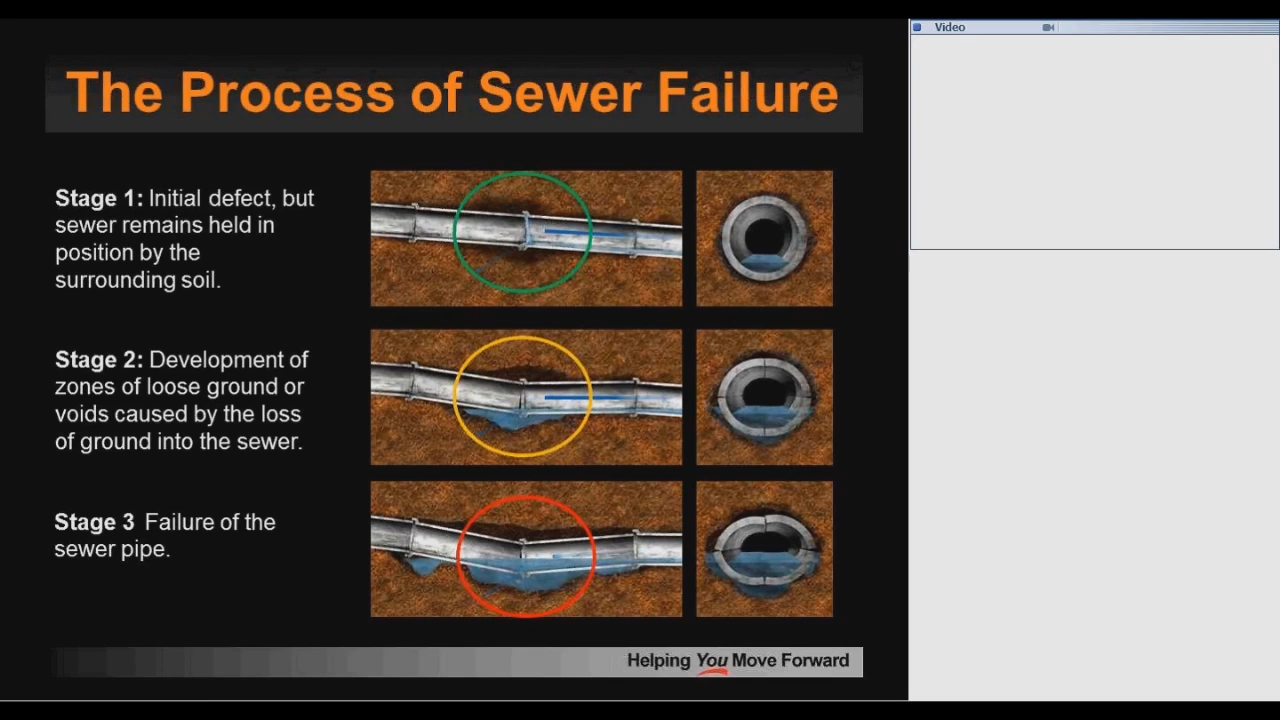 Video
The Process of Sewer Failure
Stage 1: Initial defect, but
sewer remains held in
position by the
surrounding soil.
Stage 2: Development of
zones of loose ground or
voids caused by the loss
of ground into the sewer.
Stage 3 Failure of the
sewer pipe.
Helping You Move Forward